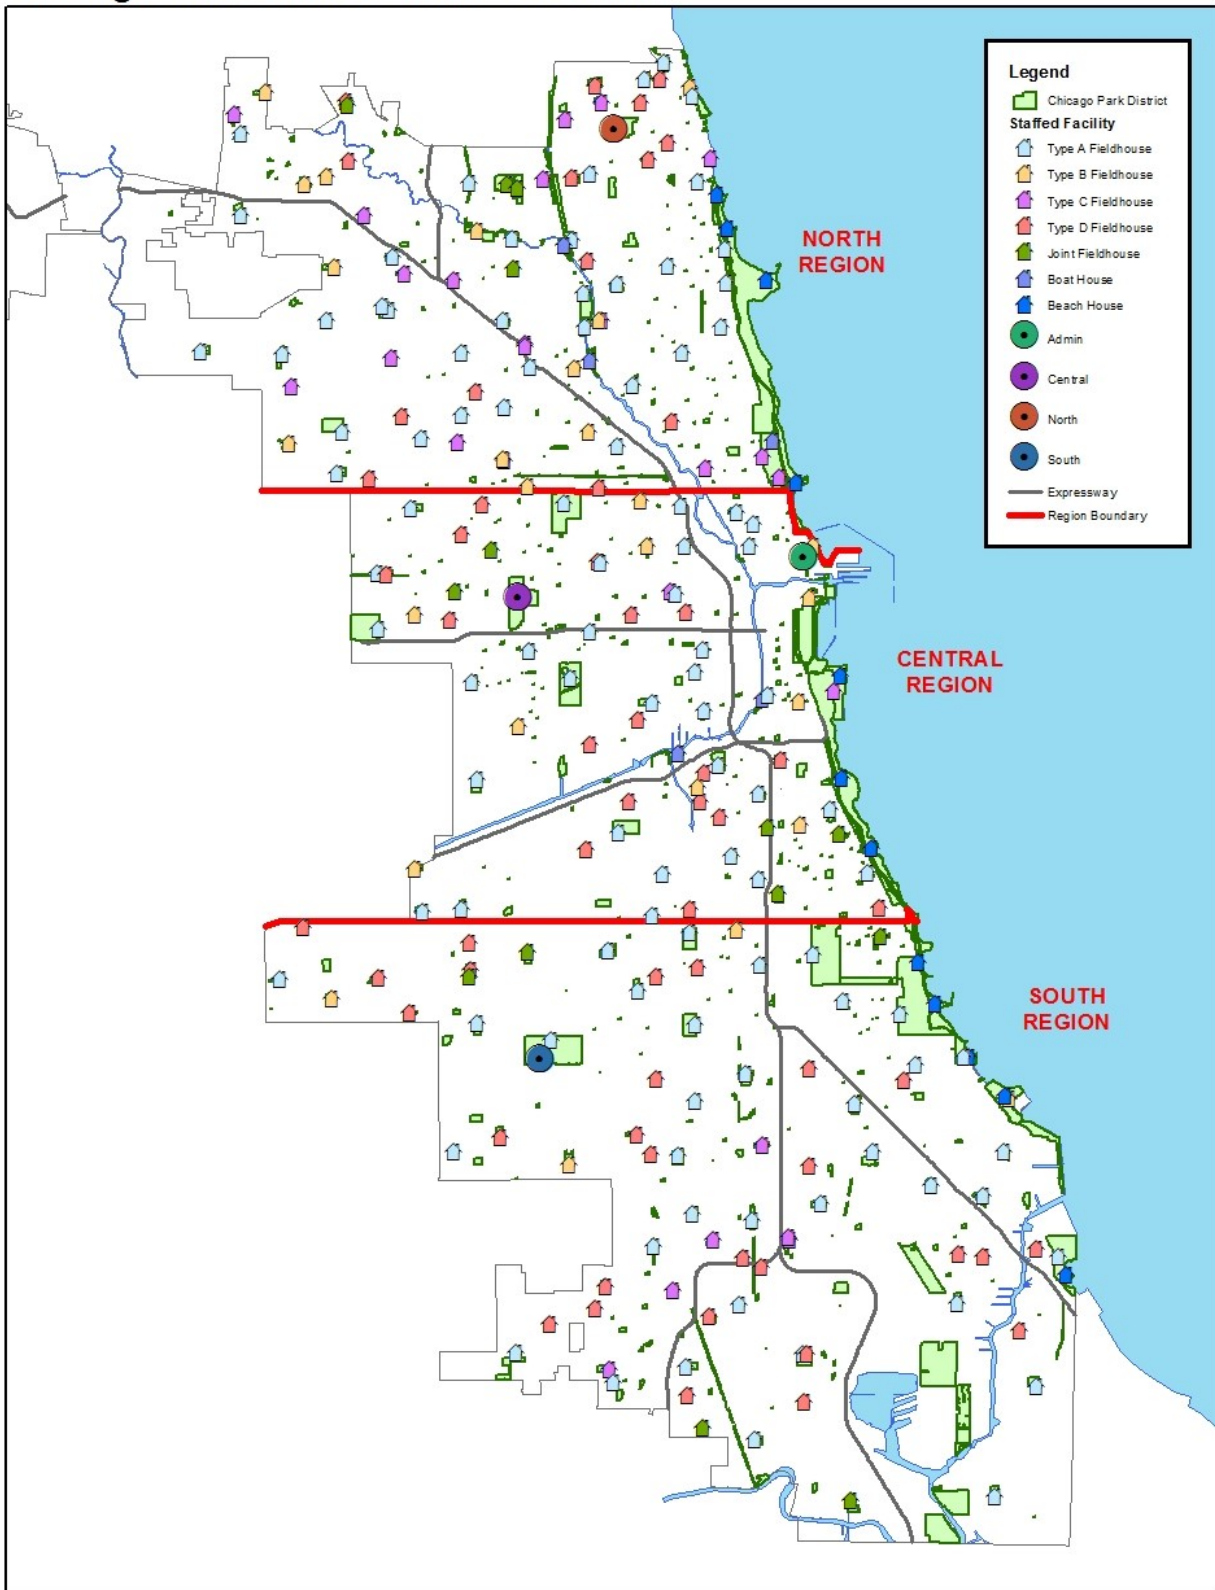 Legend
Chicago Park District
Staffed Facility
Type A Fieldhouse
Type B Fieldhouse
Type C Fieldhouse
Type D Fieldhouse
Joint Fieldhouse
Boat House
Beach House
Admin
Central
North
South
Expressway
Region Boundary
NORTH
REGION
CENTRAL
REGION
SOUTH
REGION